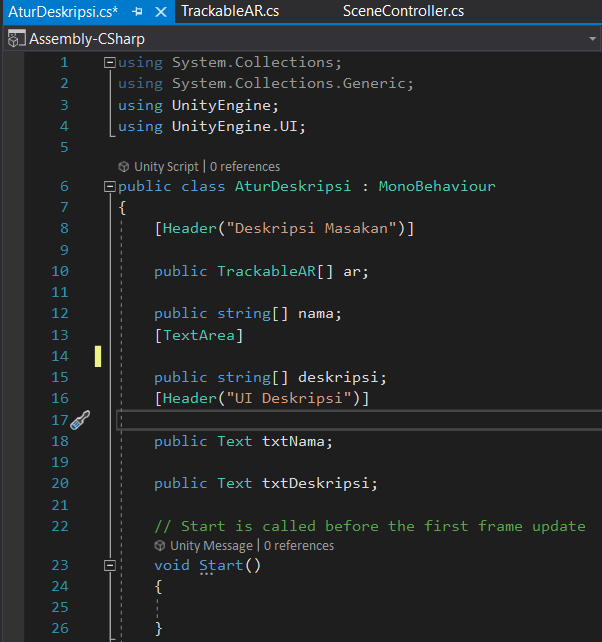 AturDeskripsi.cs* TrackableAR.cs SceneController.cs
Assembly-CSharp
1 using System.Collections;
2 using System.Collections.Generic;
3 using UnityEngine;
4 using UnityEngine.UI;
5
Unity Script | 0 references
6 public class AturDeskripsi : MonoBehaviour
7 {
8 [Header("Deskripsi Masakan")]
9
10 public TrackableAR[] ar;
11
12 public string[] nama;
13 [TextArea]
14
15 public string[] deskripsi;
16 [Header("UI Deskripsi")]
17
18 public Text txtNama;
19
20 public Text txtDeskripsi;
21
22 // Start is called before the first frame update
Unity Message | 0 references
23 void Start()
24 {
25
26 }